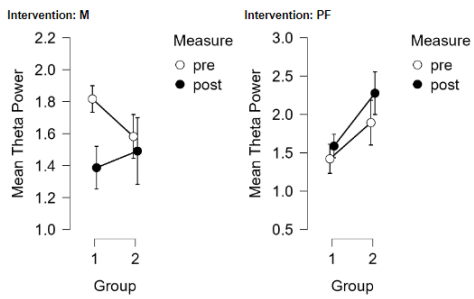 Intervention: M
2.2
2.0
1.8
1.6
1.4
1.2
1.0
Mean Theta Power
Measure
pre
post
1 2
Group
Intervention: PF
3.0
2.5
2.0
1.5
1.0
0.5
Mean Theta Power
Measure
pre
post
1 2
Group